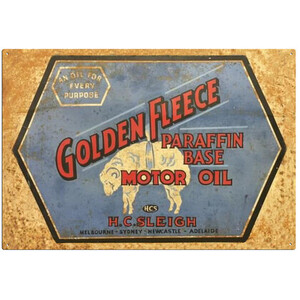 AN OIL FOR
EVERY
PURPOSE
GOLDEN FLEECE
PARAFFIN
BASE
MOTOR OIL
HCS
H.C.SLEIGH
MELBOURNE - SYDNEY - NEWCASTLE - ADELAIDE